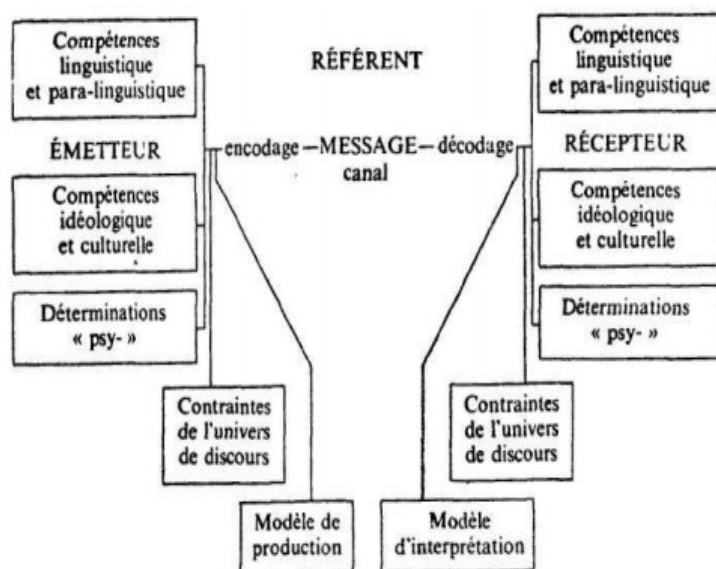 Compétences
linguistique
et para-linguistique
RÉFÉRENT
Compétences
linguistique
et para-linguistique
ÉMETTEUR
encodage – MESSAGE – décodage
canal
RÉCEPTEUR
Compétences
idéologique
et culturelle
Compétences
idéologique
et culturelle
Déterminations
« psy- »
Déterminations
« psy- »
Contraintes
de l'univers
de discours
Contraintes
de l'univers
de discours
Modèle de
production
Modèle
d'interprétation